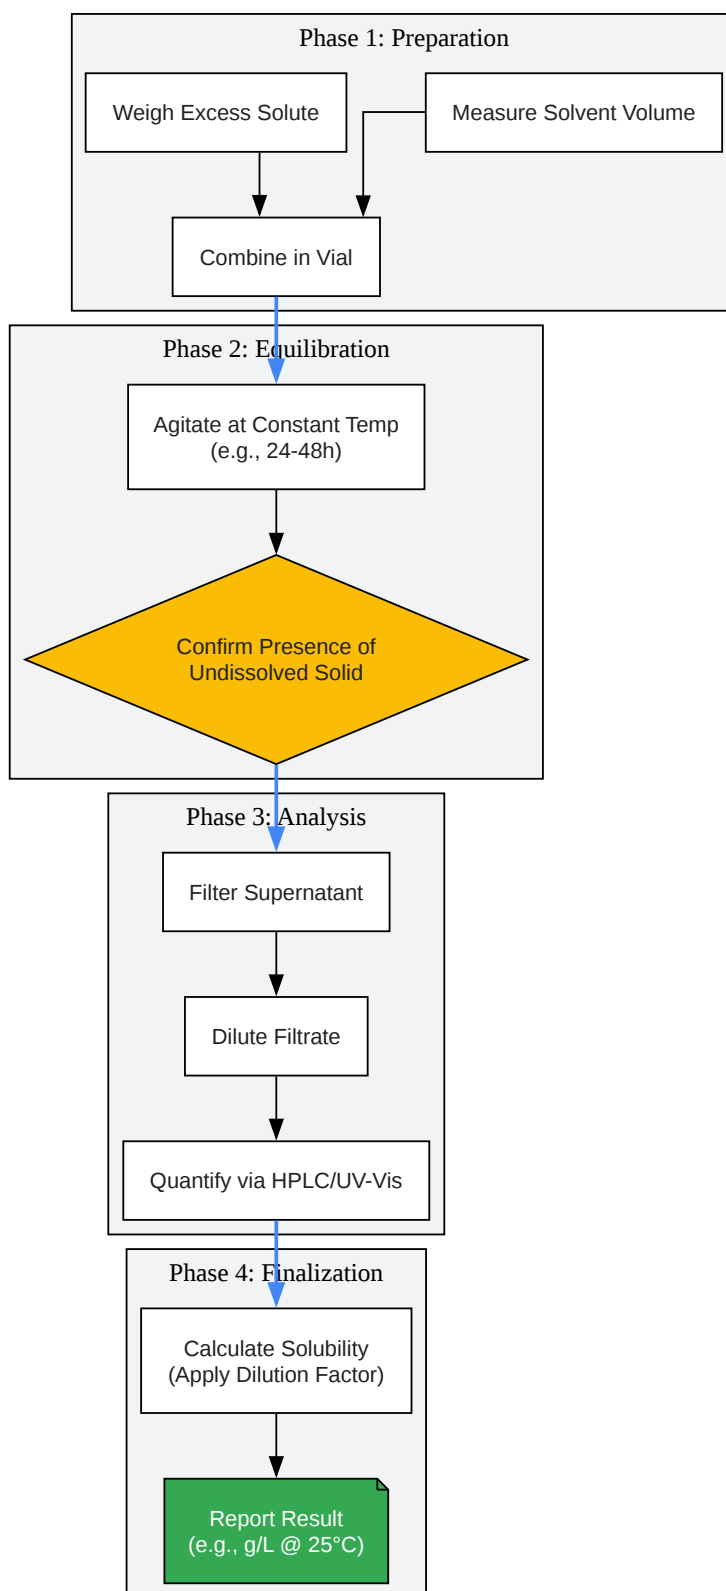 Phase 1: Preparation
Weigh Excess Solute
Measure Solvent Volume
Combine in Vial
Phase 2: Equilibration
Agitate at Constant Temp
(e.g., 24-48h)
Confirm Presence of
Undissolved Solid
Phase 3: Analysis
Filter Supernatant
Dilute Filtrate
Quantify via HPLC/UV-Vis
Phase 4: Finalization
Calculate Solubility
(Apply Dilution Factor)
Report Result
(e.g., g/L @ 25°C)